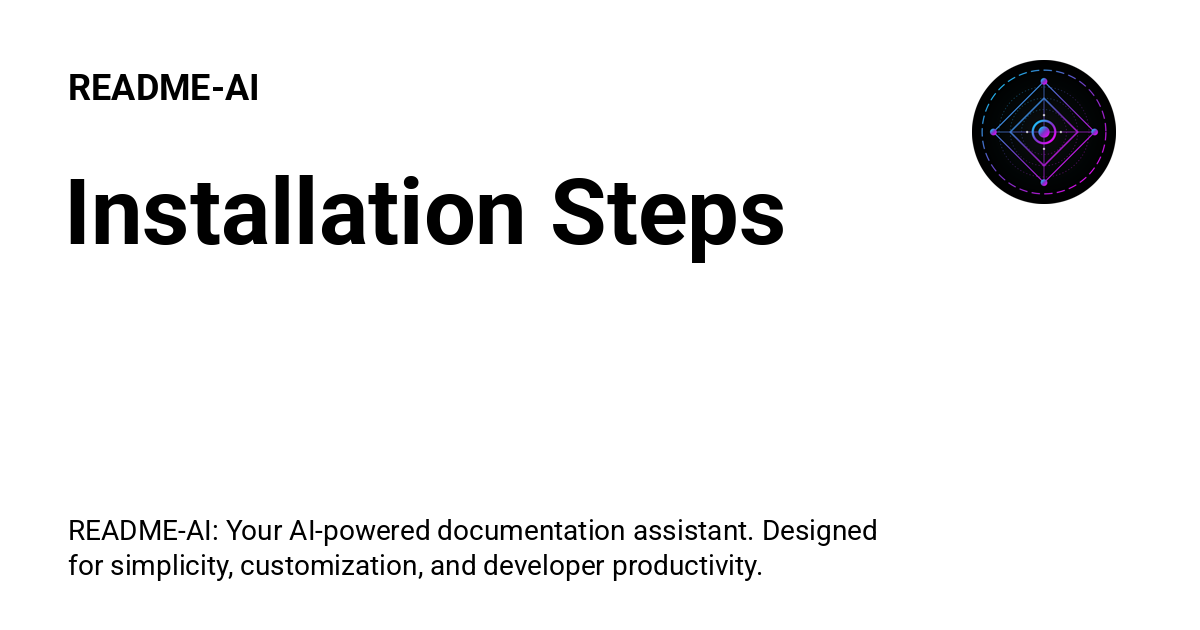 README-AI
Installation Steps
README-AI: Your AI-powered documentation assistant. Designed
for simplicity, customization, and developer productivity.